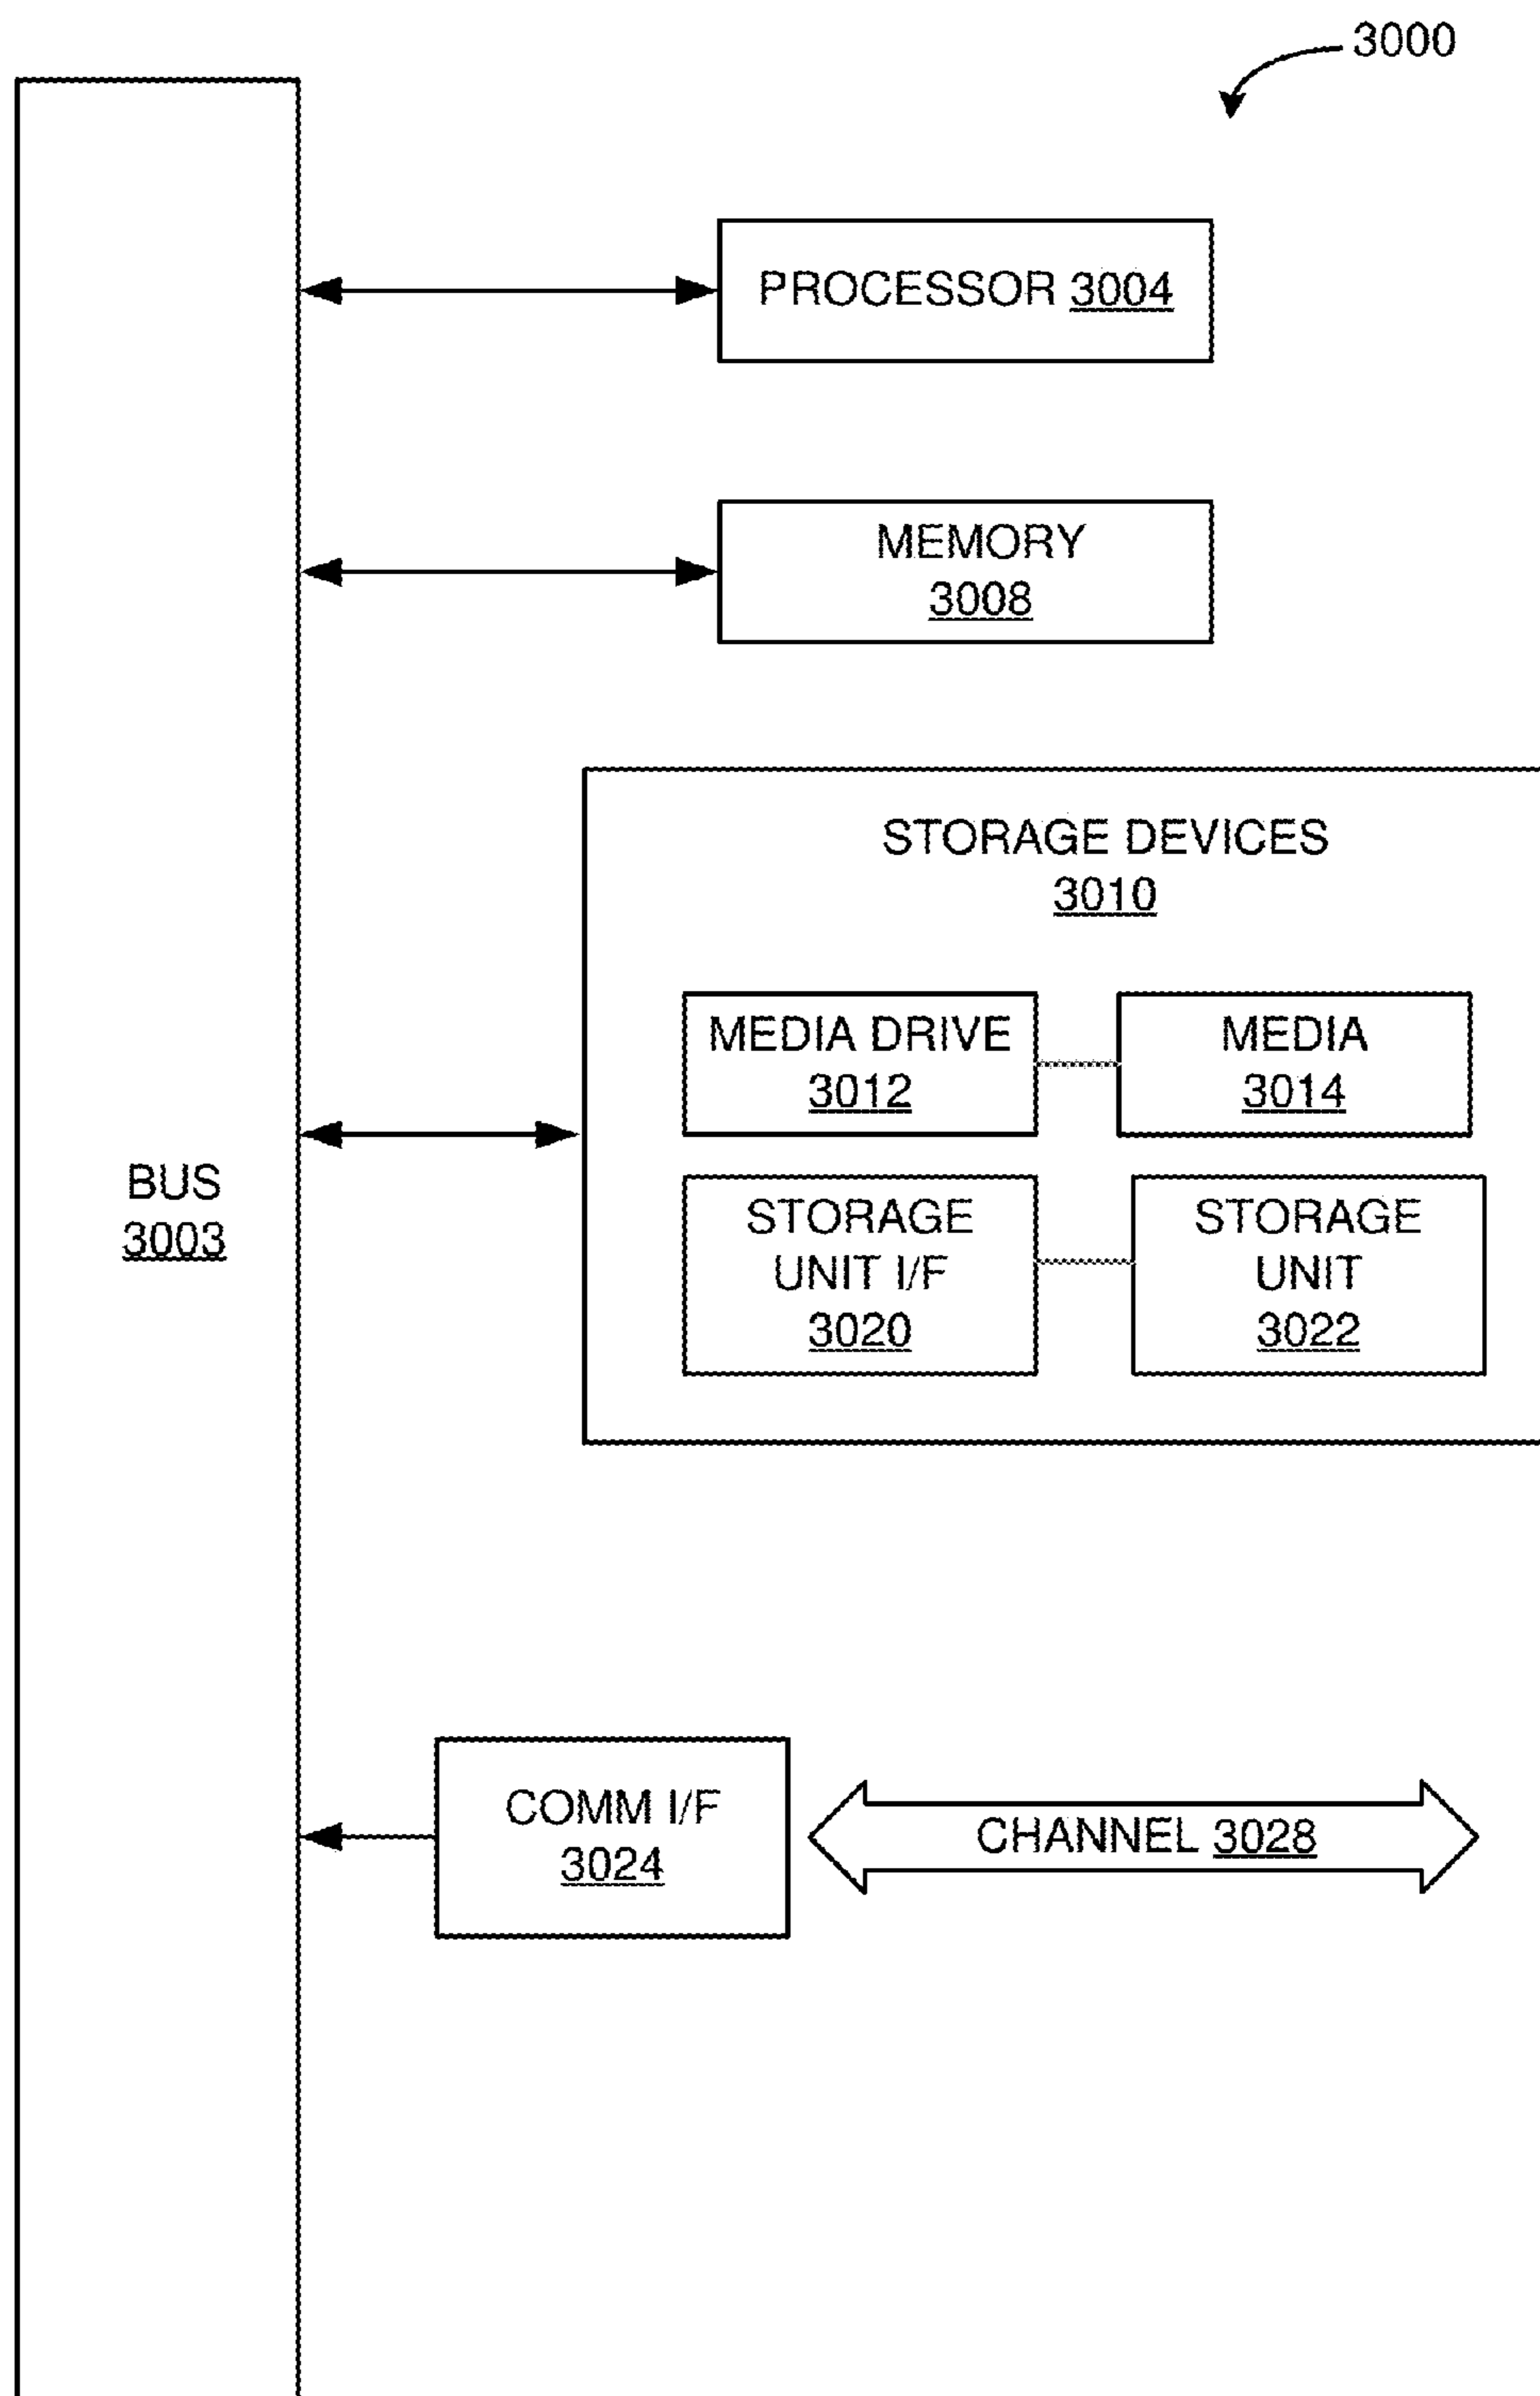 3000
PROCESSOR 3004
MEMORY
3008
STORAGE DEVICES
3010
MEDIA DRIVE
3012
MEDIA
3014
BUS
3003
STORAGE
UNIT I/F
3020
STORAGE
UNIT
3022
COMM I/F
3024
CHANNEL 3028